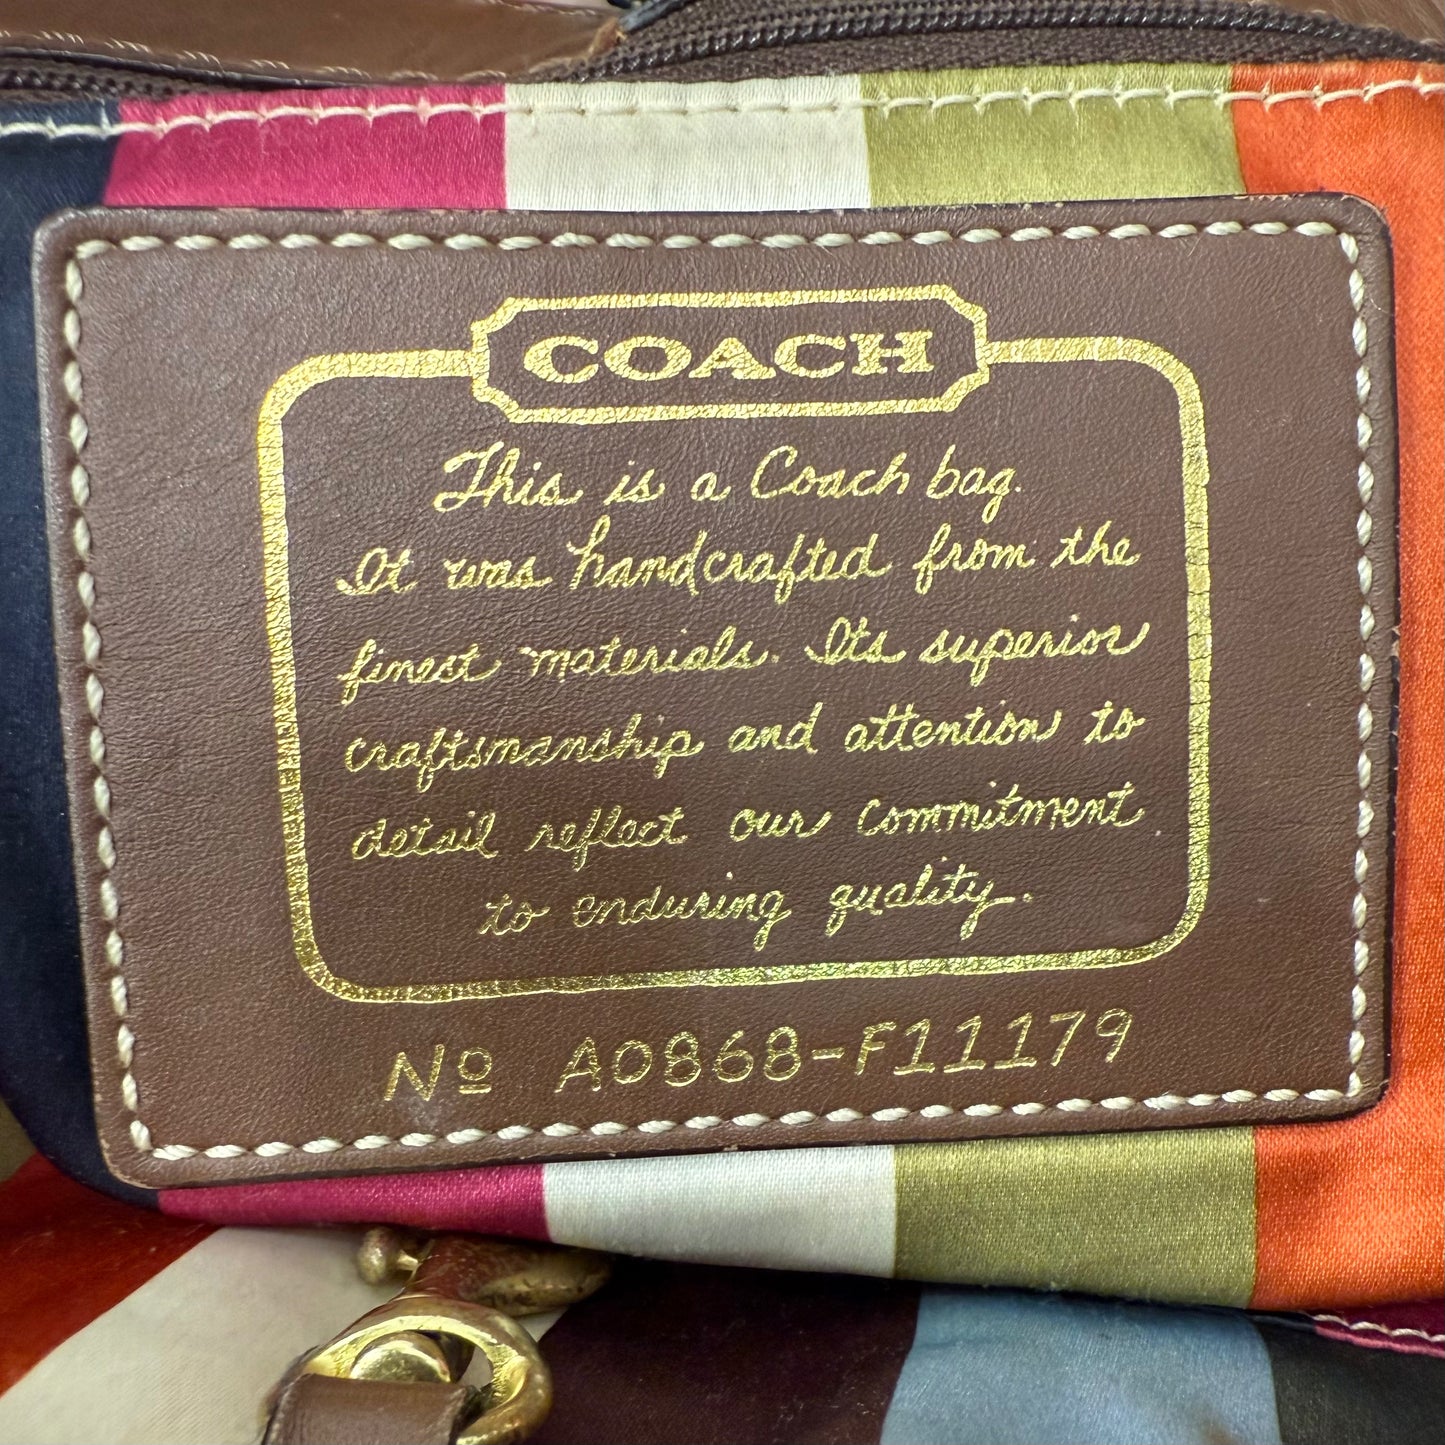 COACH
This is a Coach bag.
It was handcrafted from the
finest materials. Its superior
craftsmanship and attention to
detail reflect our commitment
to enduring quality.
Nº A0868-F11179